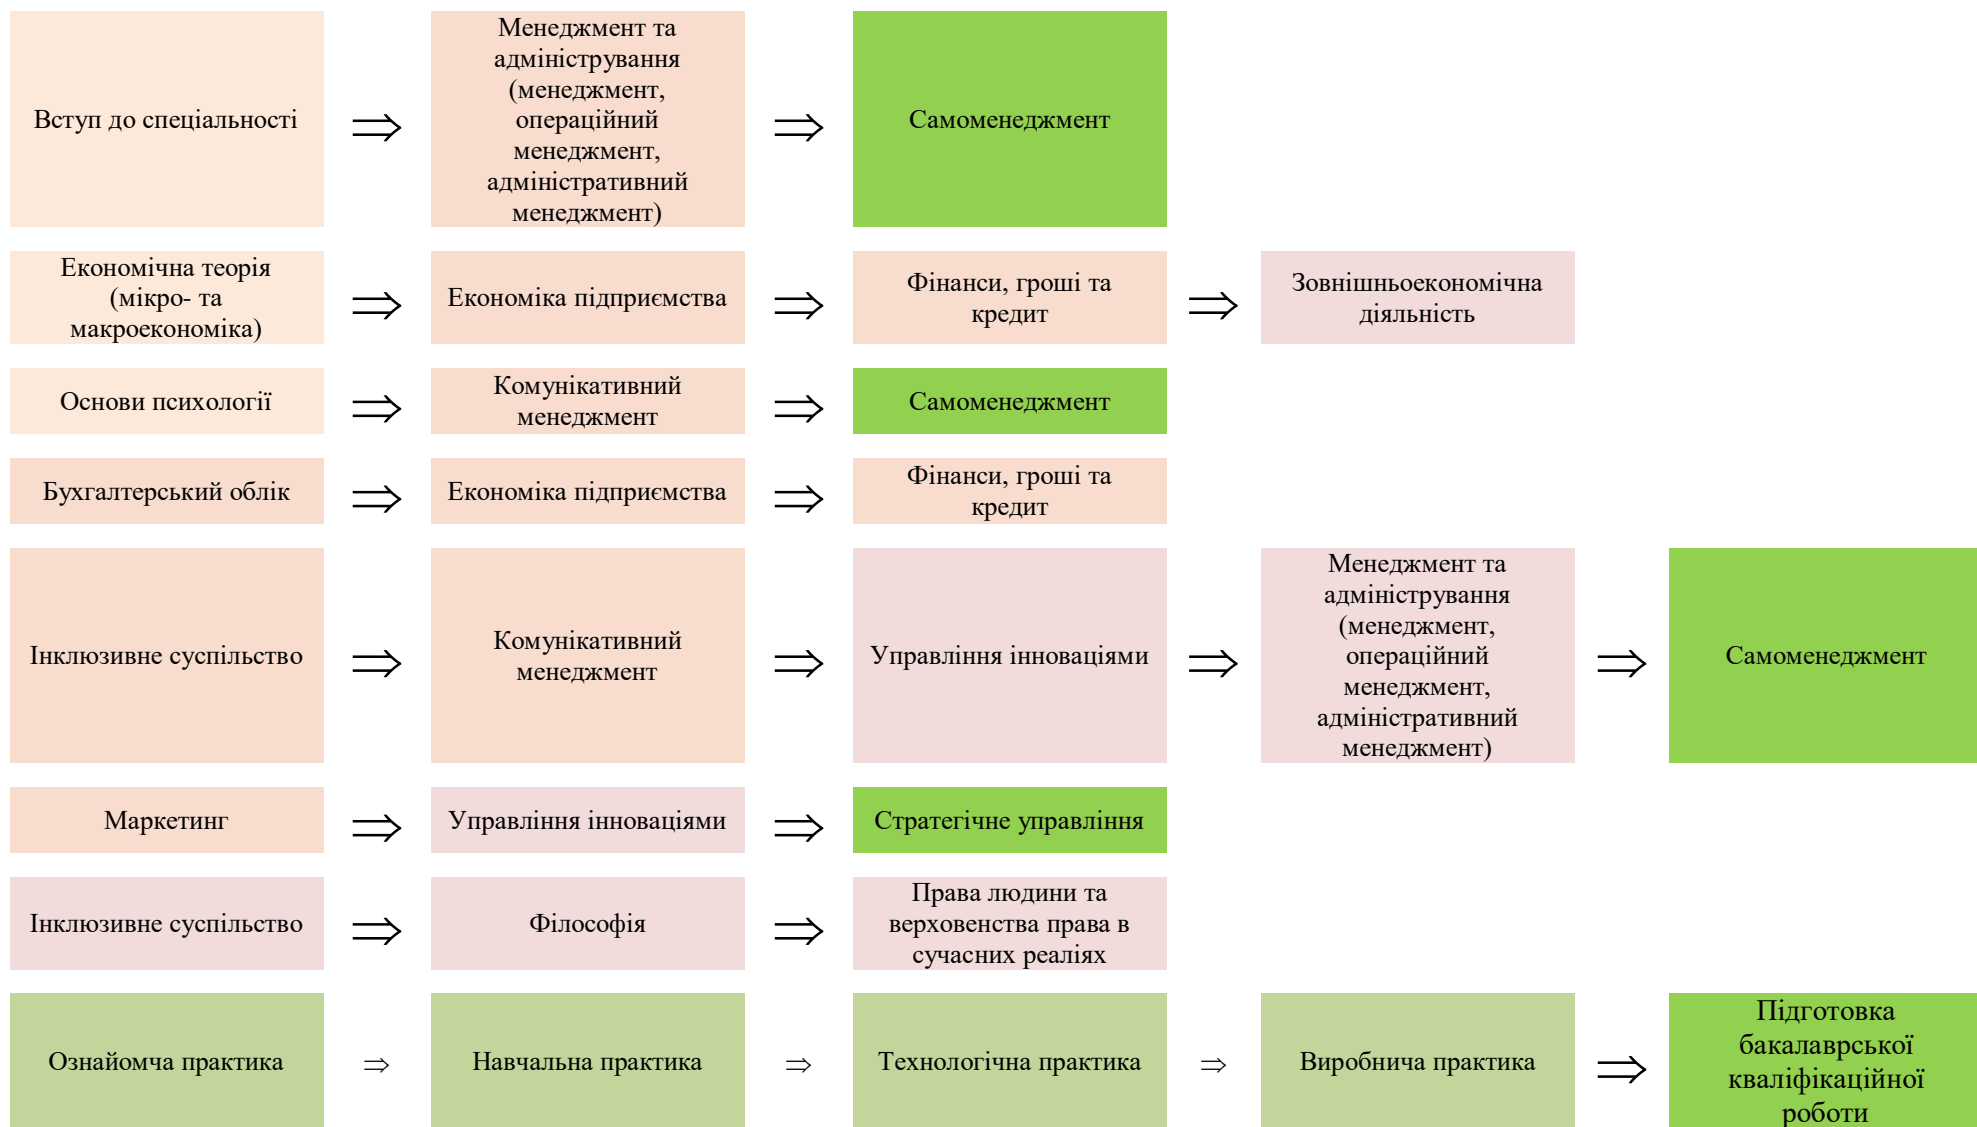 Вступ до спеціальності
⇒
Менеджмент та
адміністрування
(менеджмент,
операційний
менеджмент,
адміністративний
менеджмент)
⇒
Самоменеджмент
Економічна теорія
(мікро- та
макроекономіка)
⇒
Економіка підприємства
⇒
Фінанси, гроші та
кредит
⇒
Зовнішньоекономічна
діяльність
Основи психології
⇒
Комунікативний
менеджмент
⇒
Самоменеджмент
Бухгалтерський облік
⇒
Економіка підприємства
⇒
Фінанси, гроші та
кредит
Інклюзивне суспільство
⇒
Комунікативний
менеджмент
⇒
Управління інноваціями
⇒
Менеджмент та
адміністрування
(менеджмент,
операційний
менеджмент,
адміністративний
менеджмент)
⇒
Самоменеджмент
Маркетинг
⇒
Управління інноваціями
⇒
Стратегічне управління
Інклюзивне суспільство
⇒
Філософія
⇒
Права людини та
верховенства права в
сучасних реаліях
Ознайомча практика
⇒
Навчальна практика
⇒
Технологічна практика
⇒
Виробнича практика
⇒
Підготовка
бакалаврської
кваліфікаційної
роботи